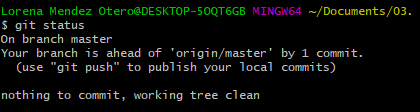 Lorena Mendez Otero@DESKTOP-5OQT6GB MINGW64 ~/Documents/03.
$ git status
On branch master
Your branch is ahead of 'origin/master' by 1 commit.
  (use "git push" to publish your local commits)

nothing to commit, working tree clean